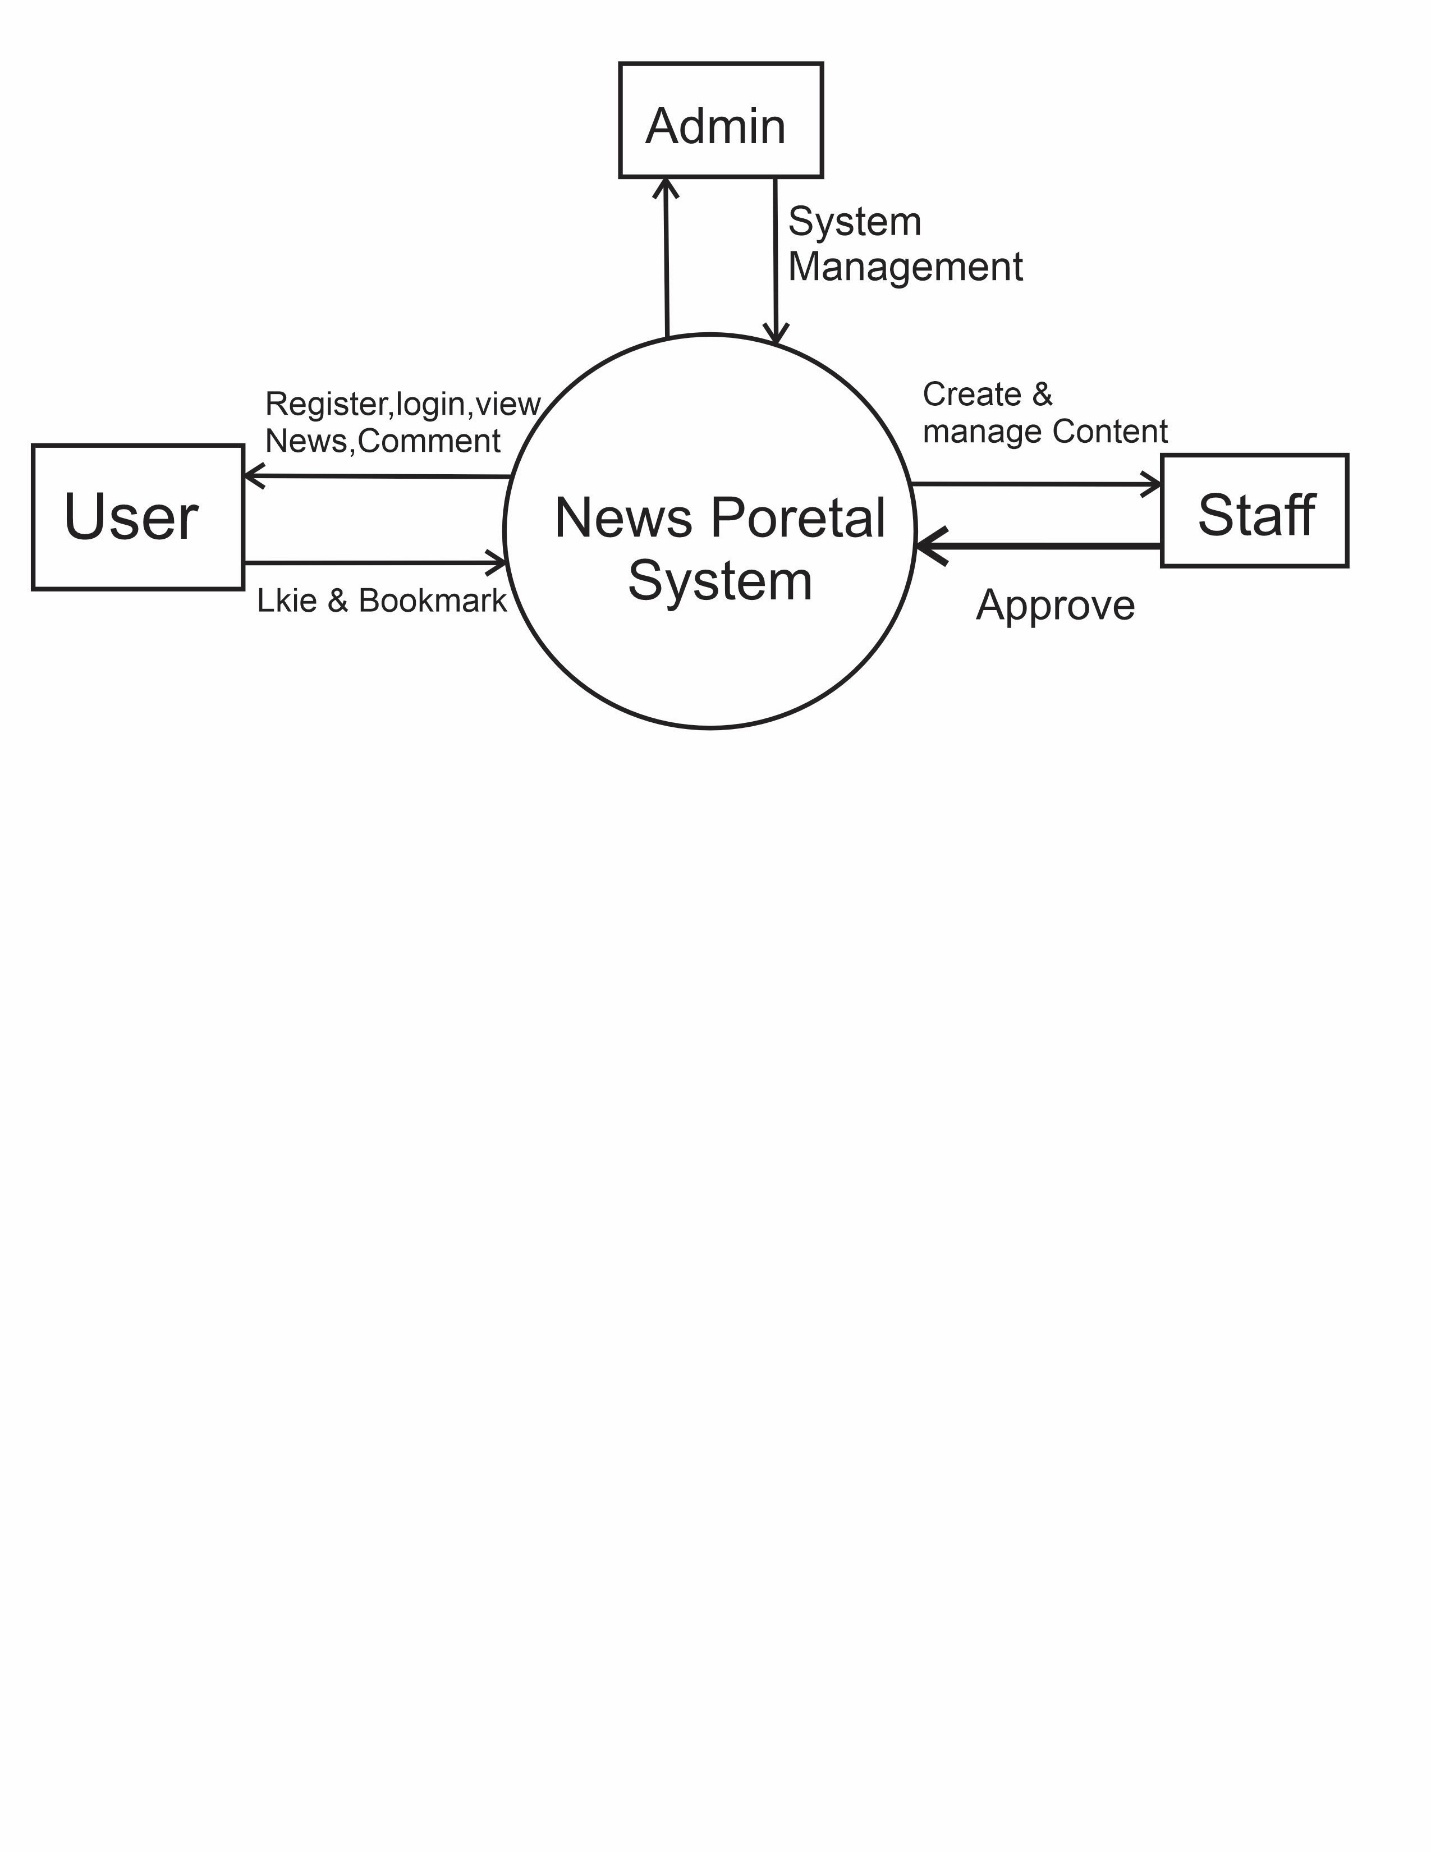 Admin
System
Management
Register,login,view
News,Comment
Create &
manage Content
User
News Poretal
System
Staff
Lkie & Bookmark
Approve